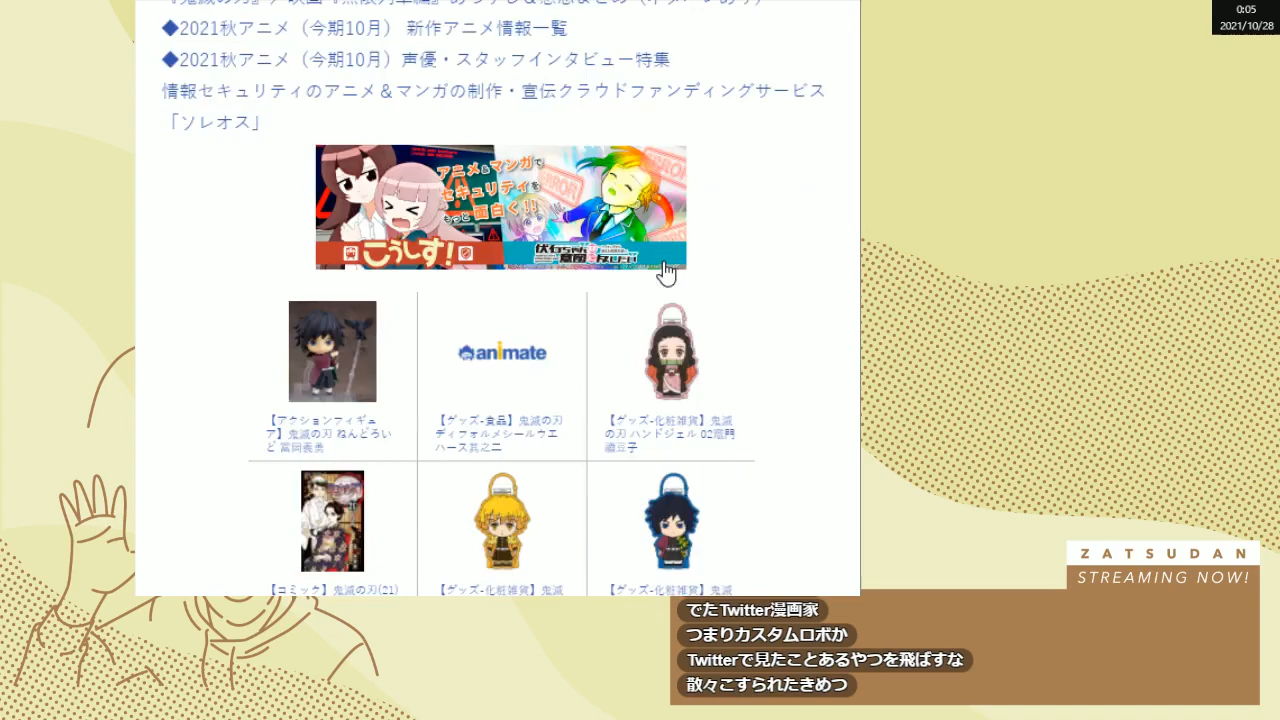 0:05
2021/10/28
◆2021秋アニメ（今期10月） 新作アニメ情報一覧
◆2021秋アニメ（今期10月）声優・スタッフインタビュー特集
情報セキュリティのアニメ＆マンガの制作・宣伝クラウドファンディングサービス
「ソレオス」
アニメ&マンガで
セキュリティを
もっと面白く!!
ERROR
こうしす!
animate
【アクションフィギュ
ア】鬼滅の刃 ねんどろい
ど 冨岡義勇
【グッズ-食品】鬼滅の刃
ディフォルメシールウエ
ハース其之二
【グッズ-化粧雑貨】鬼滅
の刃 ハンドジェル 02竈門
禰豆子
【コミック】鬼滅の刃(21)
【グッズ-化粧雑貨】鬼滅
【グッズ-化粧雑貨】鬼滅
ZATSUDAN
STREAMING NOW!
でたTwitter漫画家
つまりカスタムロボか
Twitterで見たことあるやつを飛ばすな
散々こすられたきめつ